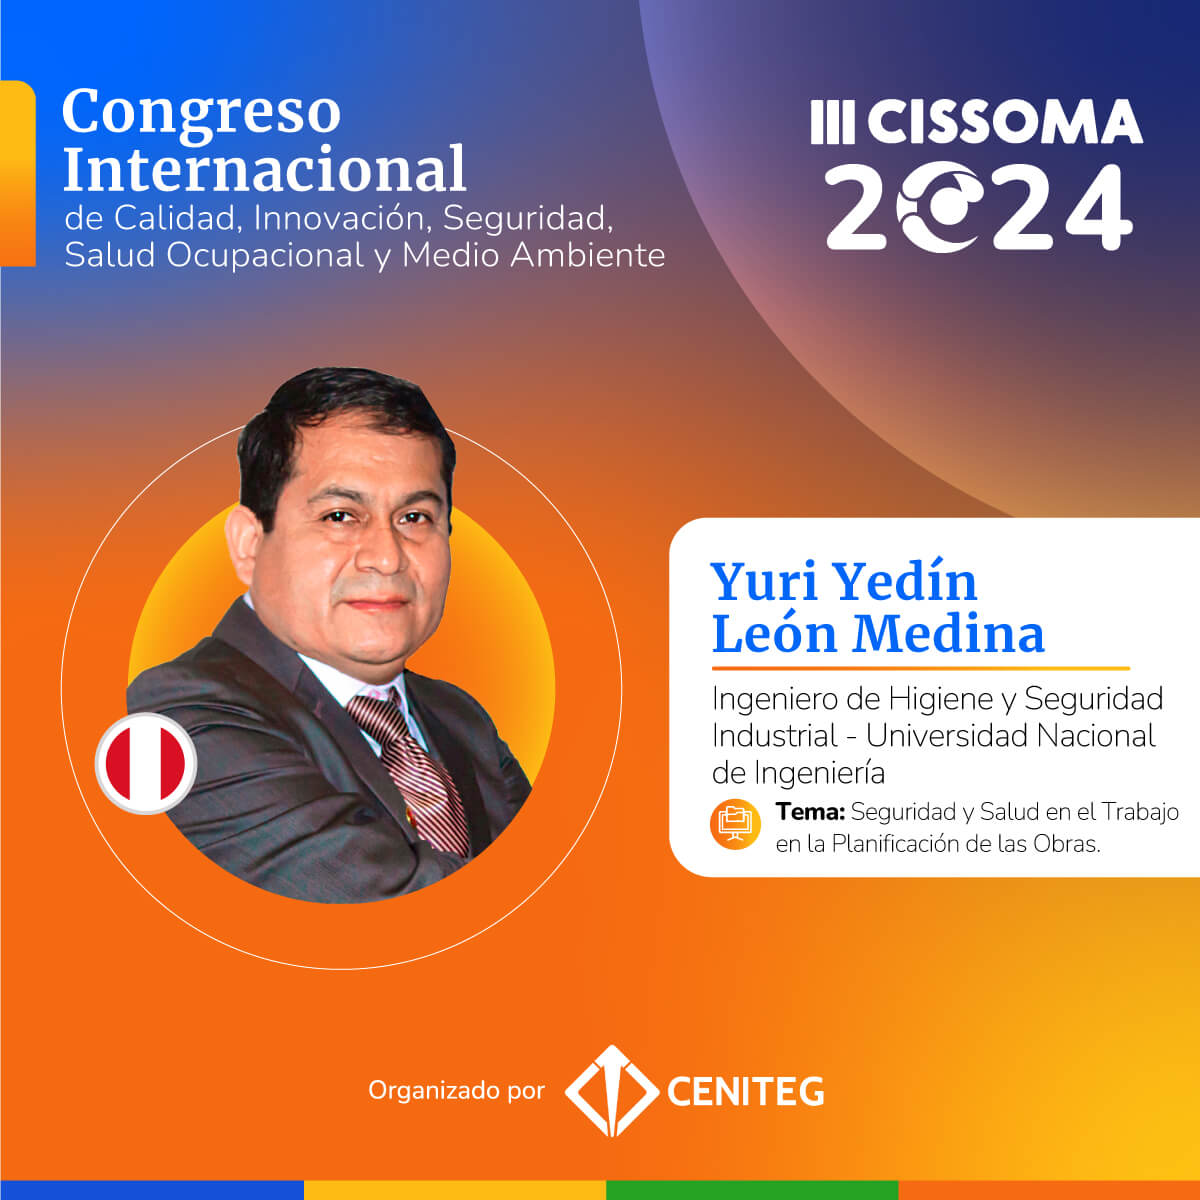 Congreso
Internacional
de Calidad, Innovación, Seguridad,
Salud Ocupacional y Medio Ambiente
III CISSOMA
2024
Yuri Yedín
León Medina
Ingeniero de Higiene y Seguridad
Industrial - Universidad Nacional
de Ingeniería
Tema: Seguridad y Salud en el Trabajo
en la Planificación de las Obras.
Organizado por CENITEG